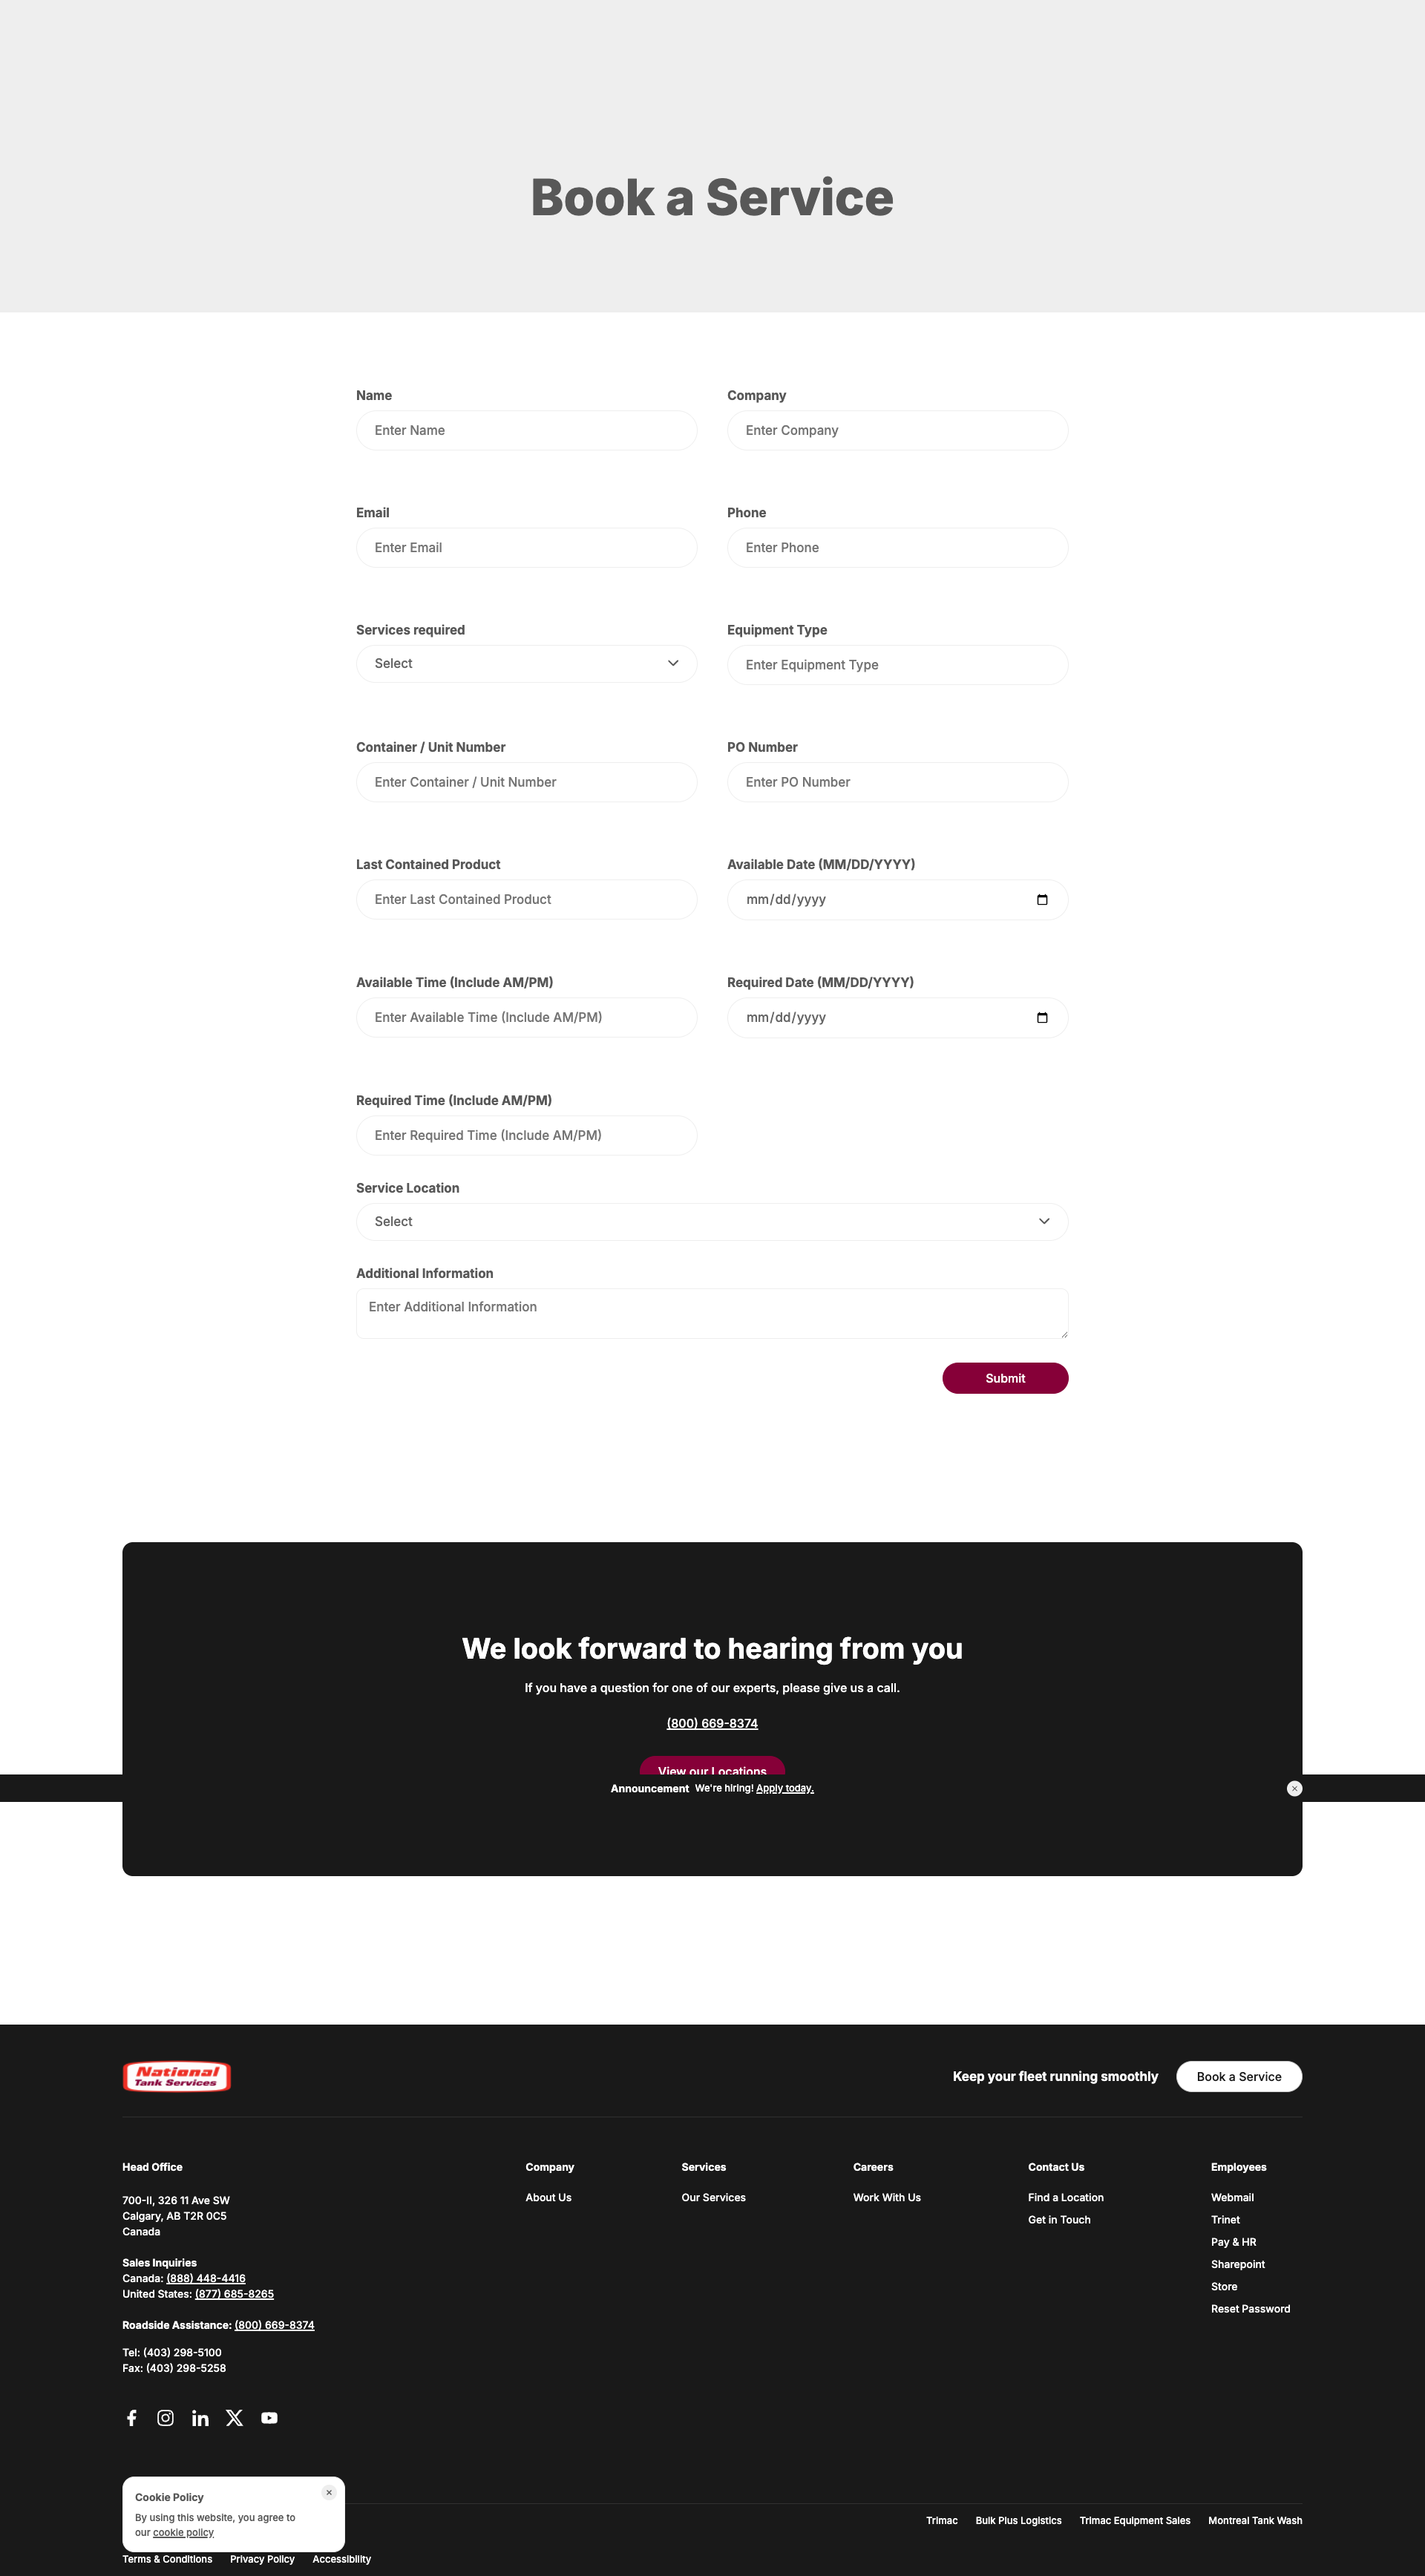 Book a Service
Name
Company
Enter Name
Enter Company
Email
Phone
Enter Email
Enter Phone
Services required
Equipment Type
Select
Enter Equipment Type
Container / Unit Number
PO Number
Enter Container / Unit Number
Enter PO Number
Last Contained Product
Available Date (MM/DD/YYYY)
Enter Last Contained Product
mm/dd/yyyy
Available Time (Include AM/PM)
Required Date (MM/DD/YYYY)
Enter Available Time (Include AM/PM)
mm/dd/yyyy
Required Time (Include AM/PM)
Enter Required Time (Include AM/PM)
Service Location
Select
Additional Information
Enter Additional Information
Submit
We look forward to hearing from you
If you have a question for one of our experts, please give us a call.
(800) 669-8374
View our Locations
Announcement We're hiring! Apply today.
National
Tank Services
Keep your fleet running smoothly
Book a Service
Head Office
700-II, 326 11 Ave SW
Calgary, AB T2R 0C5
Canada
Sales Inquiries
Canada: (888) 448-4416
United States: (877) 685-8265
Roadside Assistance: (800) 669-8374
Tel: (403) 298-5100
Fax: (403) 298-5258
Company
About Us
Services
Our Services
Careers
Work With Us
Contact Us
Find a Location
Get in Touch
Employees
Webmail
Trinet
Pay & HR
Sharepoint
Store
Reset Password
Cookie Policy
By using this website, you agree to
our cookie policy
Trimac
Bulk Plus Logistics
Trimac Equipment Sales
Montreal Tank Wash
Terms & Conditions
Privacy Policy
Accessibility